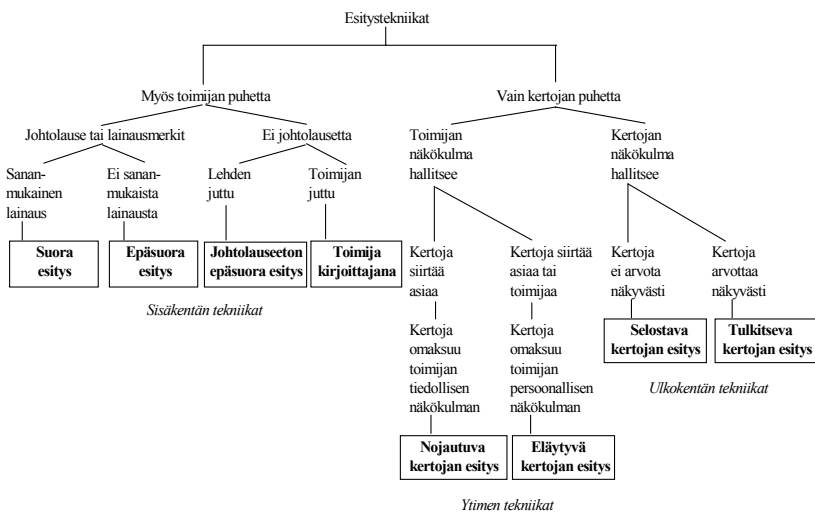 Esitystekniikat
Myös toimijan puhetta
Vain kertojan puhetta
Johtolause tai lainausmerkit
Ei johtolausetta
Toimijan
näkökulma
hallitsee
Kertojan
näkökulma
hallitsee
Sanan-
mukainen
lainaus
Ei sanan-
mukaista
lainausta
Lehden
juttu
Toimijan
juttu
Suora
esitys
Epäsuora
esitys
Johtolauseeton
epäsuora esitys
Toimija
kirjoittajana
Sisäkentän tekniikat
Kertoja
siirtää
asiaa
Kertoja siirtää
asiaa tai
toimijaa
Kertoja
ei arvota
näkyvästi
Kertoja
arvottaa
näkyvästi
Selostava
kertojan esitys
Tulkitseva
kertojan esitys
Ulkokentän tekniikat
Kertoja
omaksuu
toimijan
tiedollisen
näkökulman
Kertoja
omaksuu
toimijan
persoonallisen
näkökulman
Nojautuva
kertojan esitys
Eläytyvä
kertojan esitys
Ytimen tekniikat